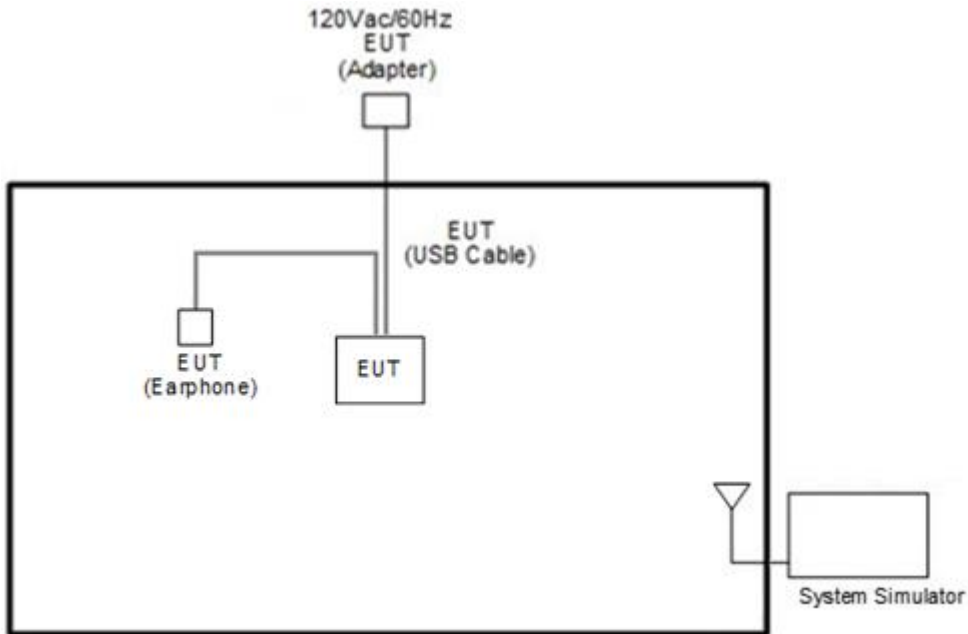 120Vac/60Hz
EUT
(Adapter)
EUT
(USB Cable)
EUT
(Earphone)
EUT
System Simulator